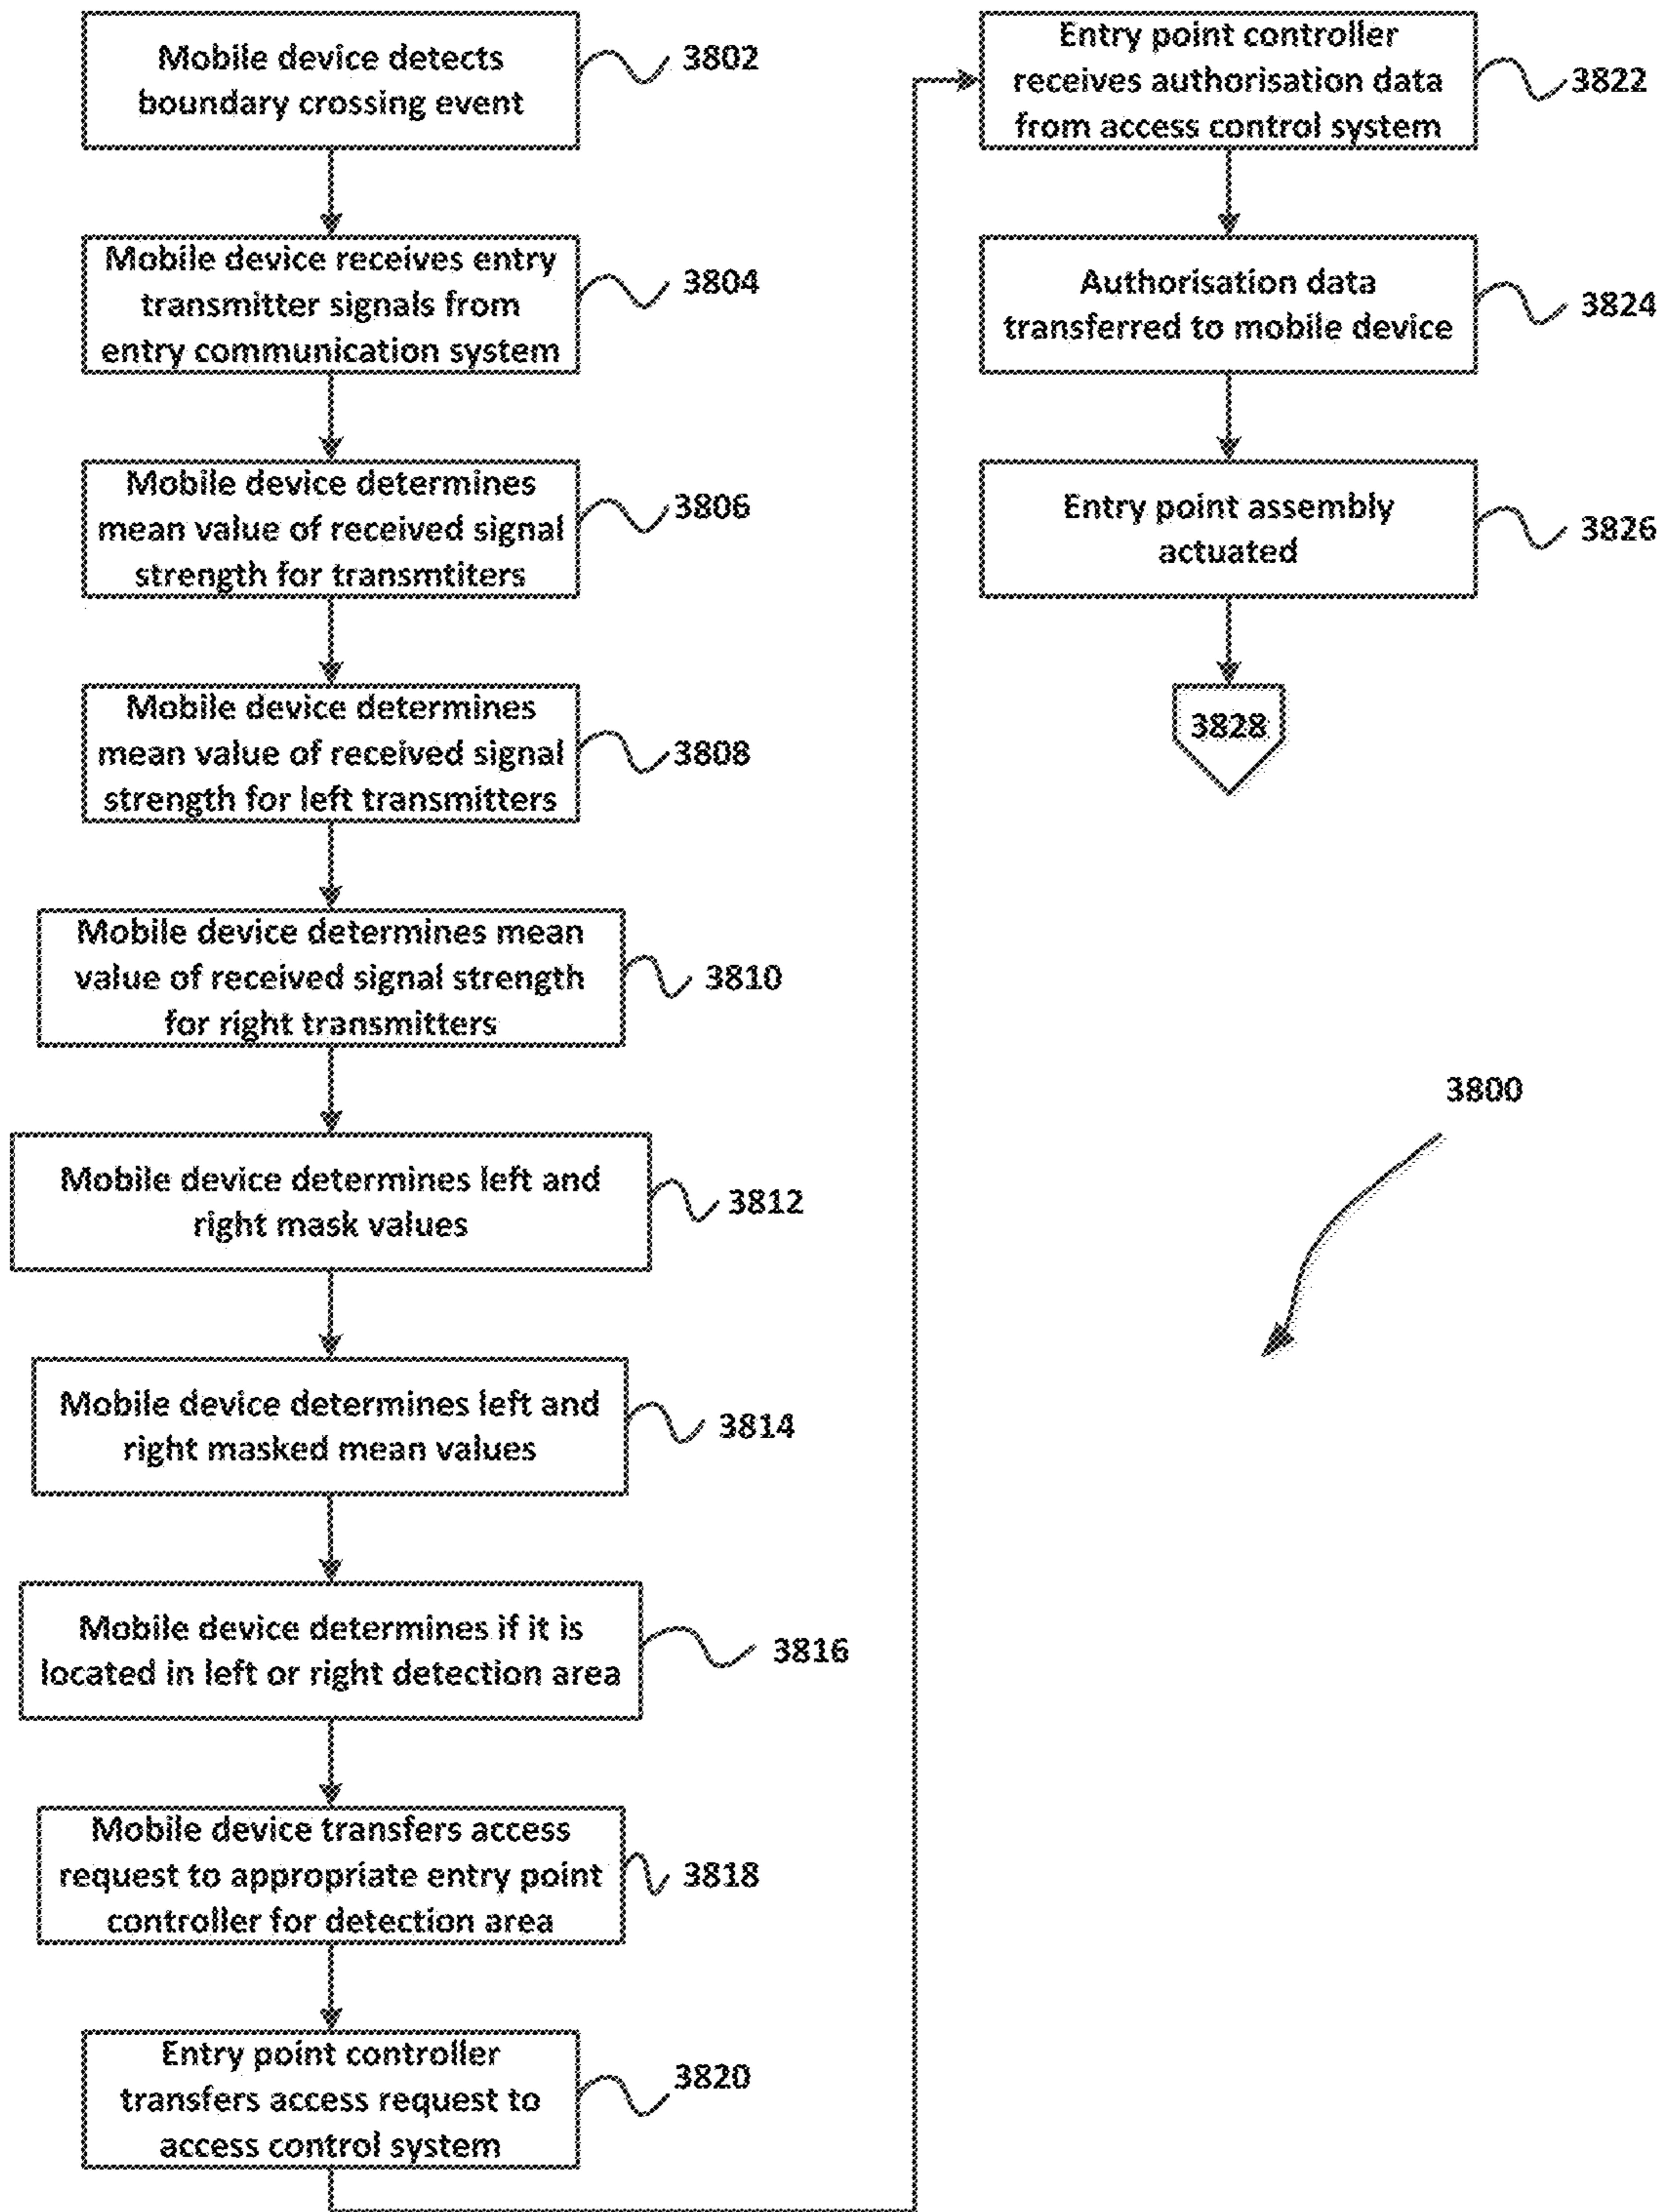 Mobile device detects
boundary crossing event
3802
Mobile device receives entry
transmitter signals from
entry communication system
3804
Mobile device determines
mean value of received signal
strength for transmtiters
3806
Mobile device determines
mean value of received signal
strength for left transmitters
3808
Mobile device determines mean
value of received signal strength
for right transmitters
3810
Mobile device determines left and
right mask values
3812
Mobile device determines left and
right masked mean values
3814
Mobile device determines if it is
located in left or right detection area
3816
Mobile device transfers access
request to appropriate entry point
controller for detection area
3818
Entry point controller
transfers access request to
access control system
3820
Entry point controller
receives authorisation data
from access control system
3822
Authorisation data
transferred to mobile device
3824
Entry point assembly
actuated
3826
3828
3800